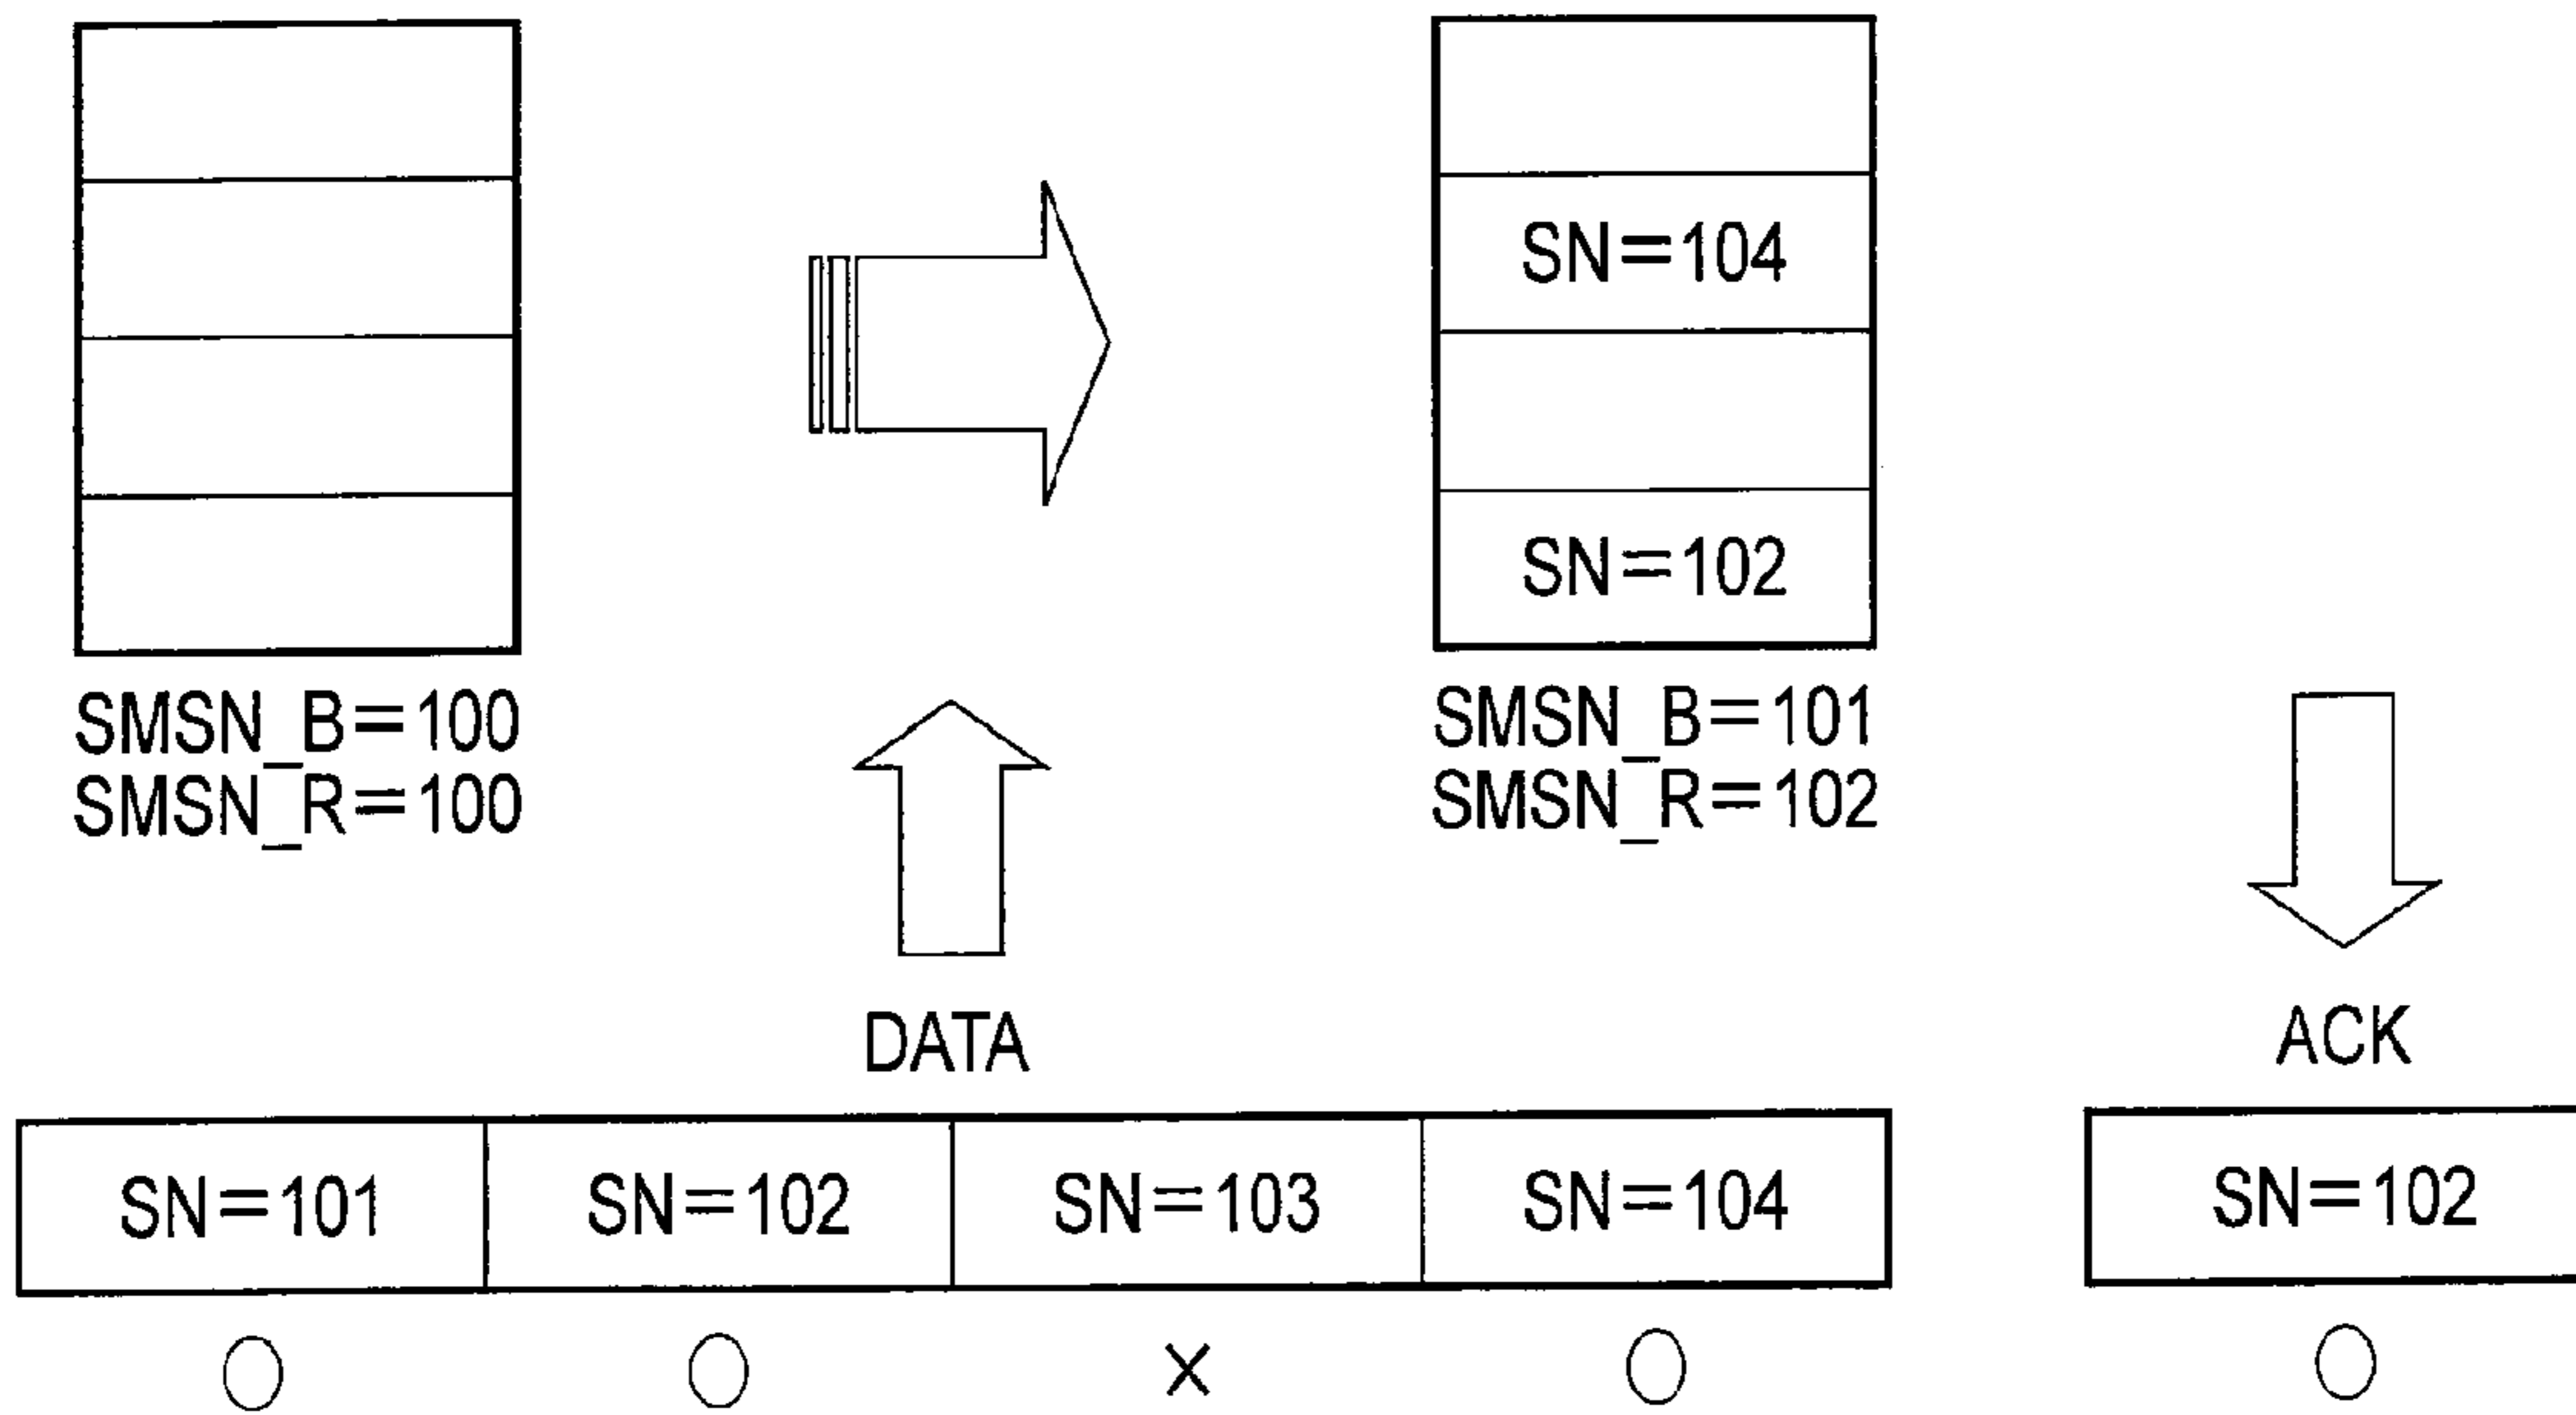 SN=104
SN=102
SMSN_B=100
SMSN_R=100
SMSN_B=101
SMSN_R=102
DATA
ACK
SN=101
SN=102
SN=103
SN=104
SN=102
○
○
×
○
○